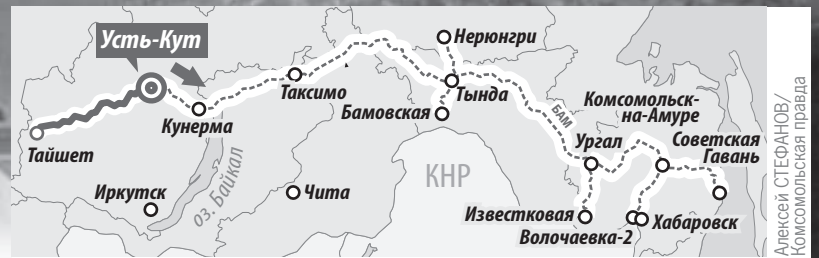 Усть-Кут
Нерюнгри
Таксимо
Тында
Бамовская
Кунерма
Тайшет
БАМ
Комсомольск-
на-Амуре
Ургал
Советская
Гавань
Иркутск
оз. Байкал
Чита
КНР
Известковая
Волочаевка-2
Хабаровск
Алексей СТЕФАНОВ/
Комсомольская правда